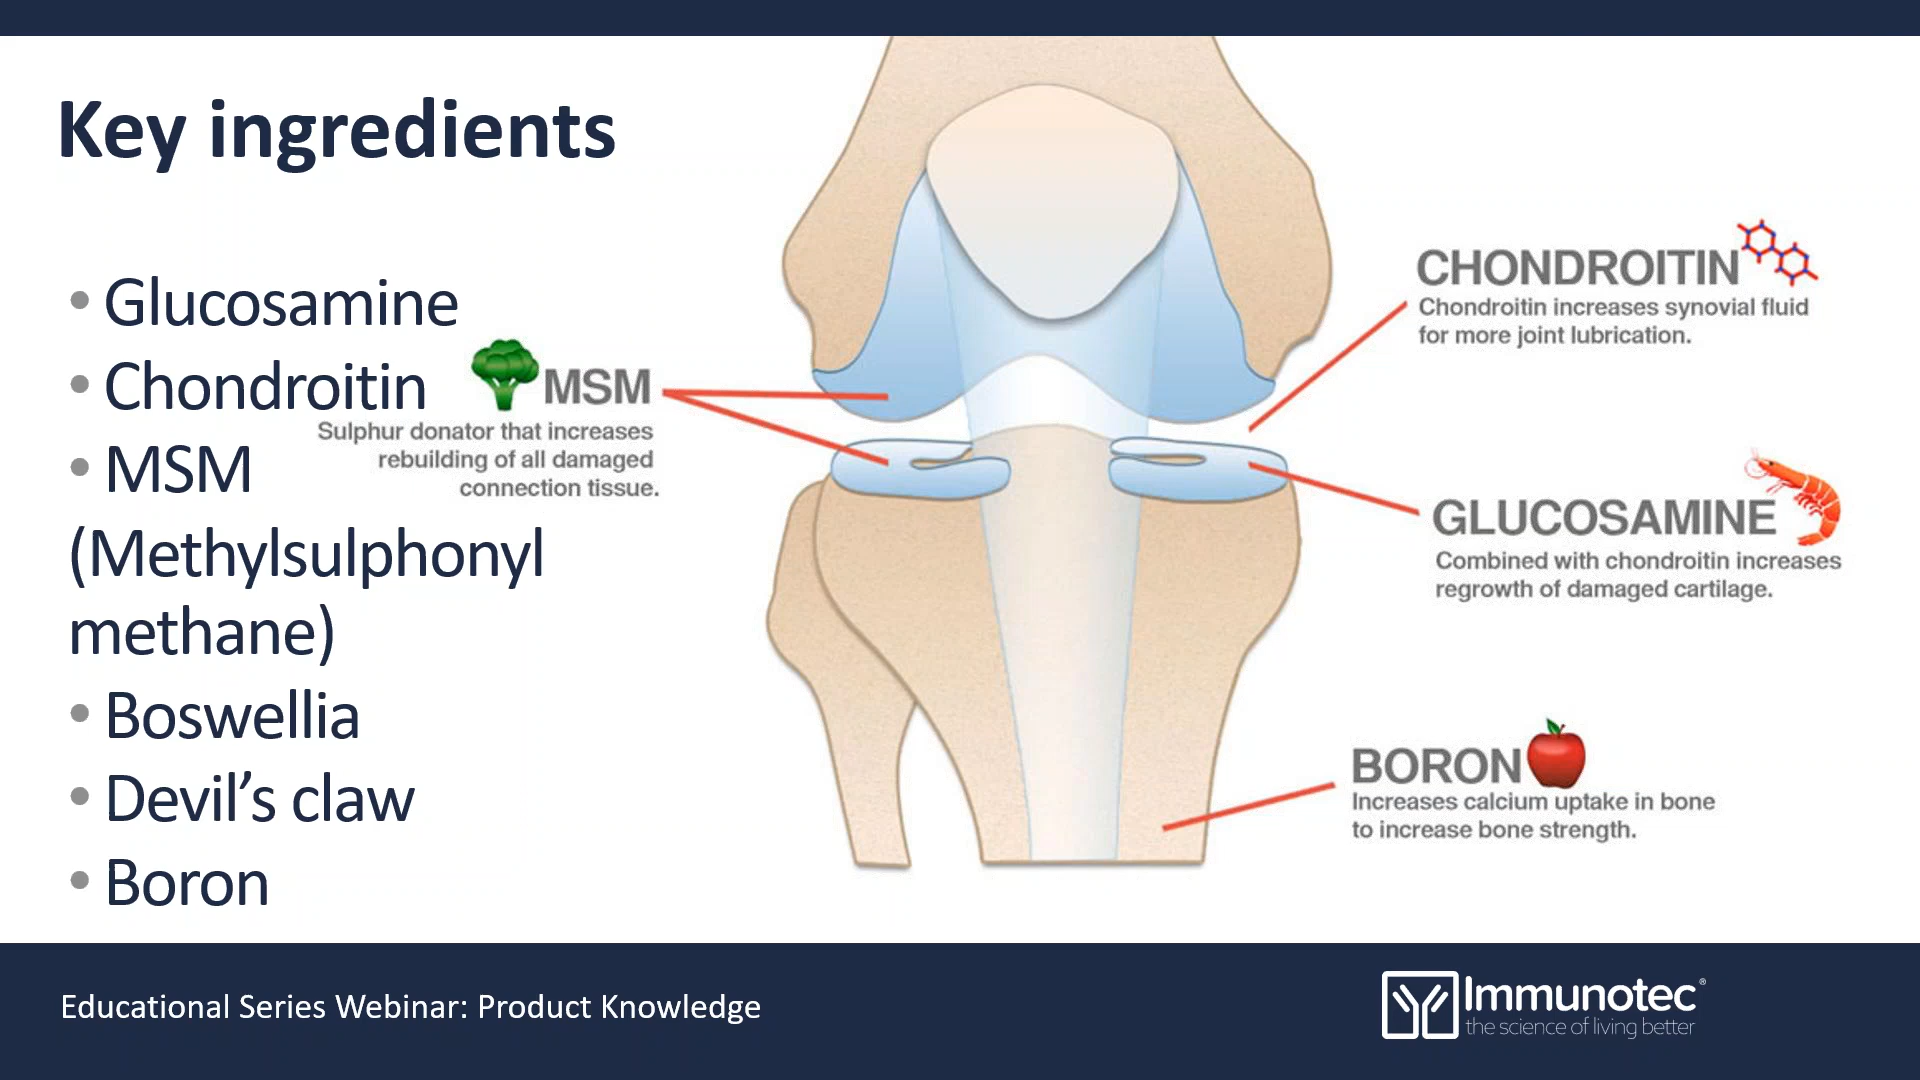 Key ingredients
• Glucosamine
• Chondroitin
• MSM
(Methylsulphonyl
methane)
• Boswellia
• Devil’s claw
• Boron
MSM
Sulphur donator that increases
rebuilding of all damaged
connection tissue.
CHONDROITIN
Chondroitin increases synovial fluid
for more joint lubrication.
GLUCOSAMINE
Combined with chondroitin increases
regrowth of damaged cartilage.
BORON
Increases calcium uptake in bone
to increase bone strength.
Educational Series Webinar: Product Knowledge
Immunotec®
the science of living better